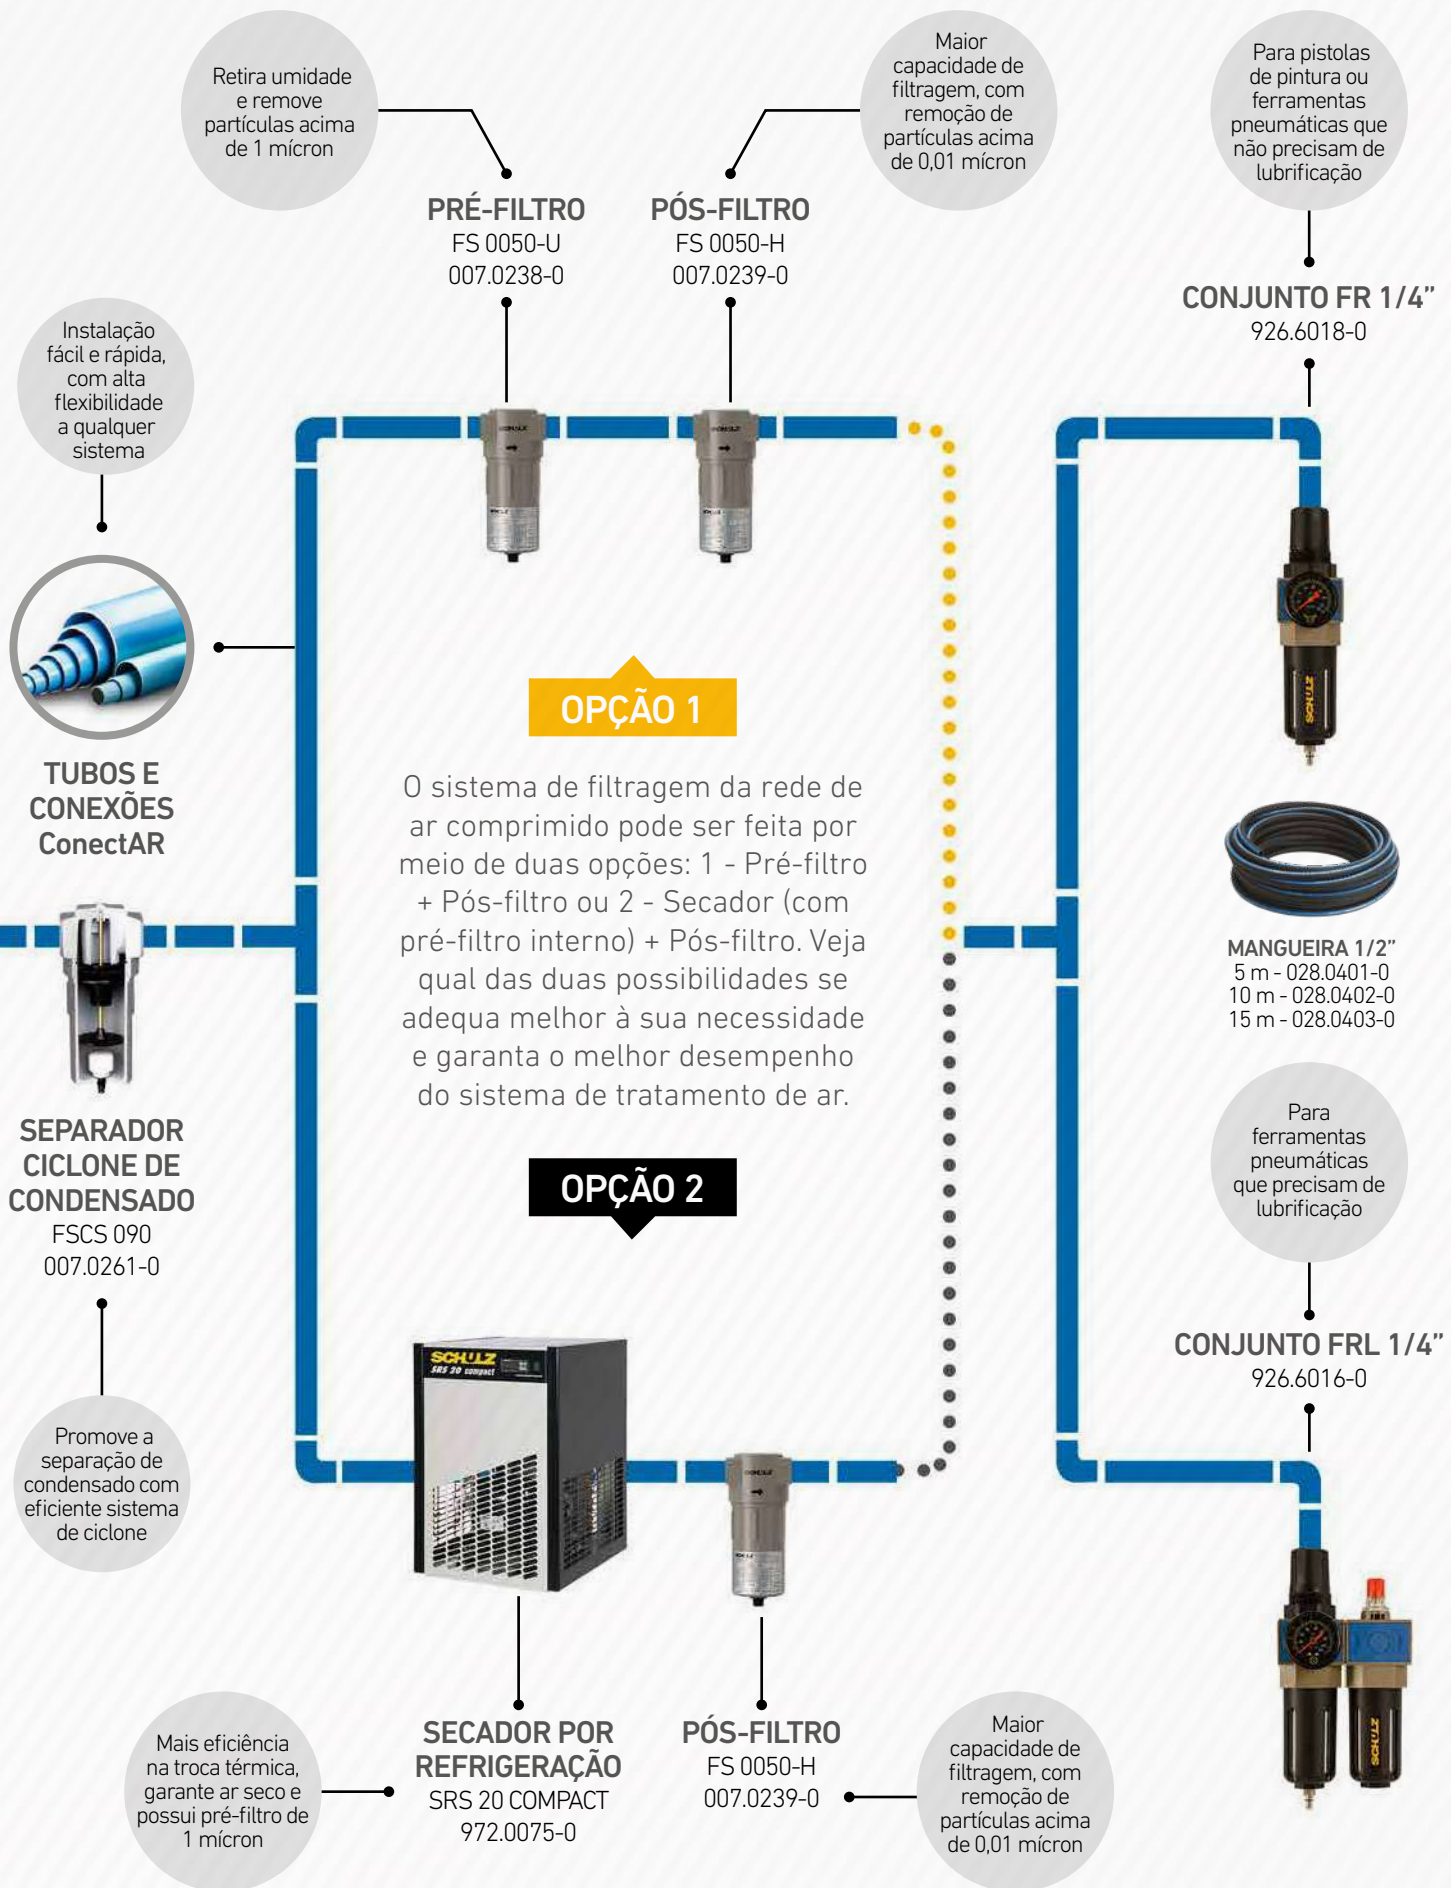 Retira umidade
e remove
partículas acima
de 1 mícron
PRÉ-FILTRO
FS 0050-U
007.0238-0
Maior
capacidade de
filtragem, com
remoção de
partículas acima
de 0,01 mícron
PÓS-FILTRO
FS 0050-H
007.0239-0
Para pistolas
de pintura ou
ferramentas
pneumáticas que
não precisam de
lubrificação
CONJUNTO FR 1/4”
926.6018-0
Instalação
fácil e rápida,
com alta
flexibilidade
a qualquer
sistema
TUBOS E
CONEXÕES
ConectAR
SCHULZ
SCHULZ
SCHULZ
SCHULZ
SCHULZ
OPÇÃO 1
O sistema de filtragem da rede de
ar comprimido pode ser feita por
meio de duas opções: 1 - Pré-filtro
+ Pós-filtro ou 2 - Secador (com
pré-filtro interno) + Pós-filtro. Veja
qual das duas possibilidades se
adequa melhor à sua necessidade
e garanta o melhor desempenho
do sistema de tratamento de ar.
OPÇÃO 2
MANGUEIRA 1/2”
5 m - 028.0401-0
10 m - 028.0402-0
15 m - 028.0403-0
SEPARADOR
CICLONE DE
CONDENSADO
FSCS 090
007.0261-0
Promove a
separação de
condensado com
eficiente sistema
de ciclone
Para
ferramentas
pneumáticas
que precisam de
lubrificação
CONJUNTO FRL 1/4”
926.6016-0
SCHULZ
SRS 20 compact
SCHULZ
SCHULZ
SCHULZ
Mais eficiência
na troca térmica,
garante ar seco e
possui pré-filtro de
1 mícron
SECADOR POR
REFRIGERAÇÃO
SRS 20 COMPACT
972.0075-0
PÓS-FILTRO
FS 0050-H
007.0239-0
Maior
capacidade de
filtragem, com
remoção de
partículas acima
de 0,01 mícron